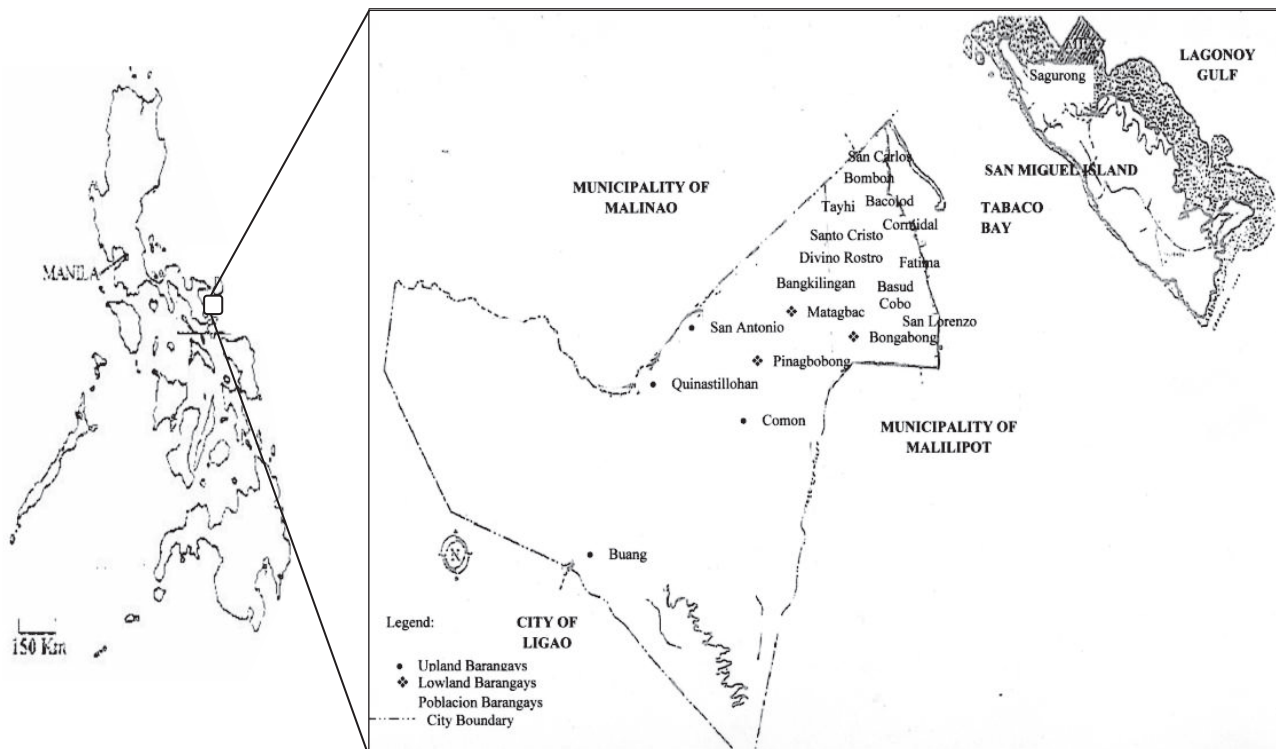 MANILA
150 Km
MPA
Sagurong
LAGONOY
GULF
SAN MIGUEL ISLAND
TABACO
BAY
MUNICIPALITY OF
MALINAO
San Carlos
Bombon
Tayhi
Bacolod
Cormidal
Santo Cristo
Divino Rostro
Fatima
Bangkilingan
Basud
Cobo
Matagbac
San Lorenzo
San Antonio
Bongabong
Pinagbobong
Quinastillohan
Comon
MUNICIPALITY OF
MALILIPOT
Buang
N
CITY OF
LIGAO
Legend:
Upland Barangays
Lowland Barangays
Poblacion Barangays
City Boundary